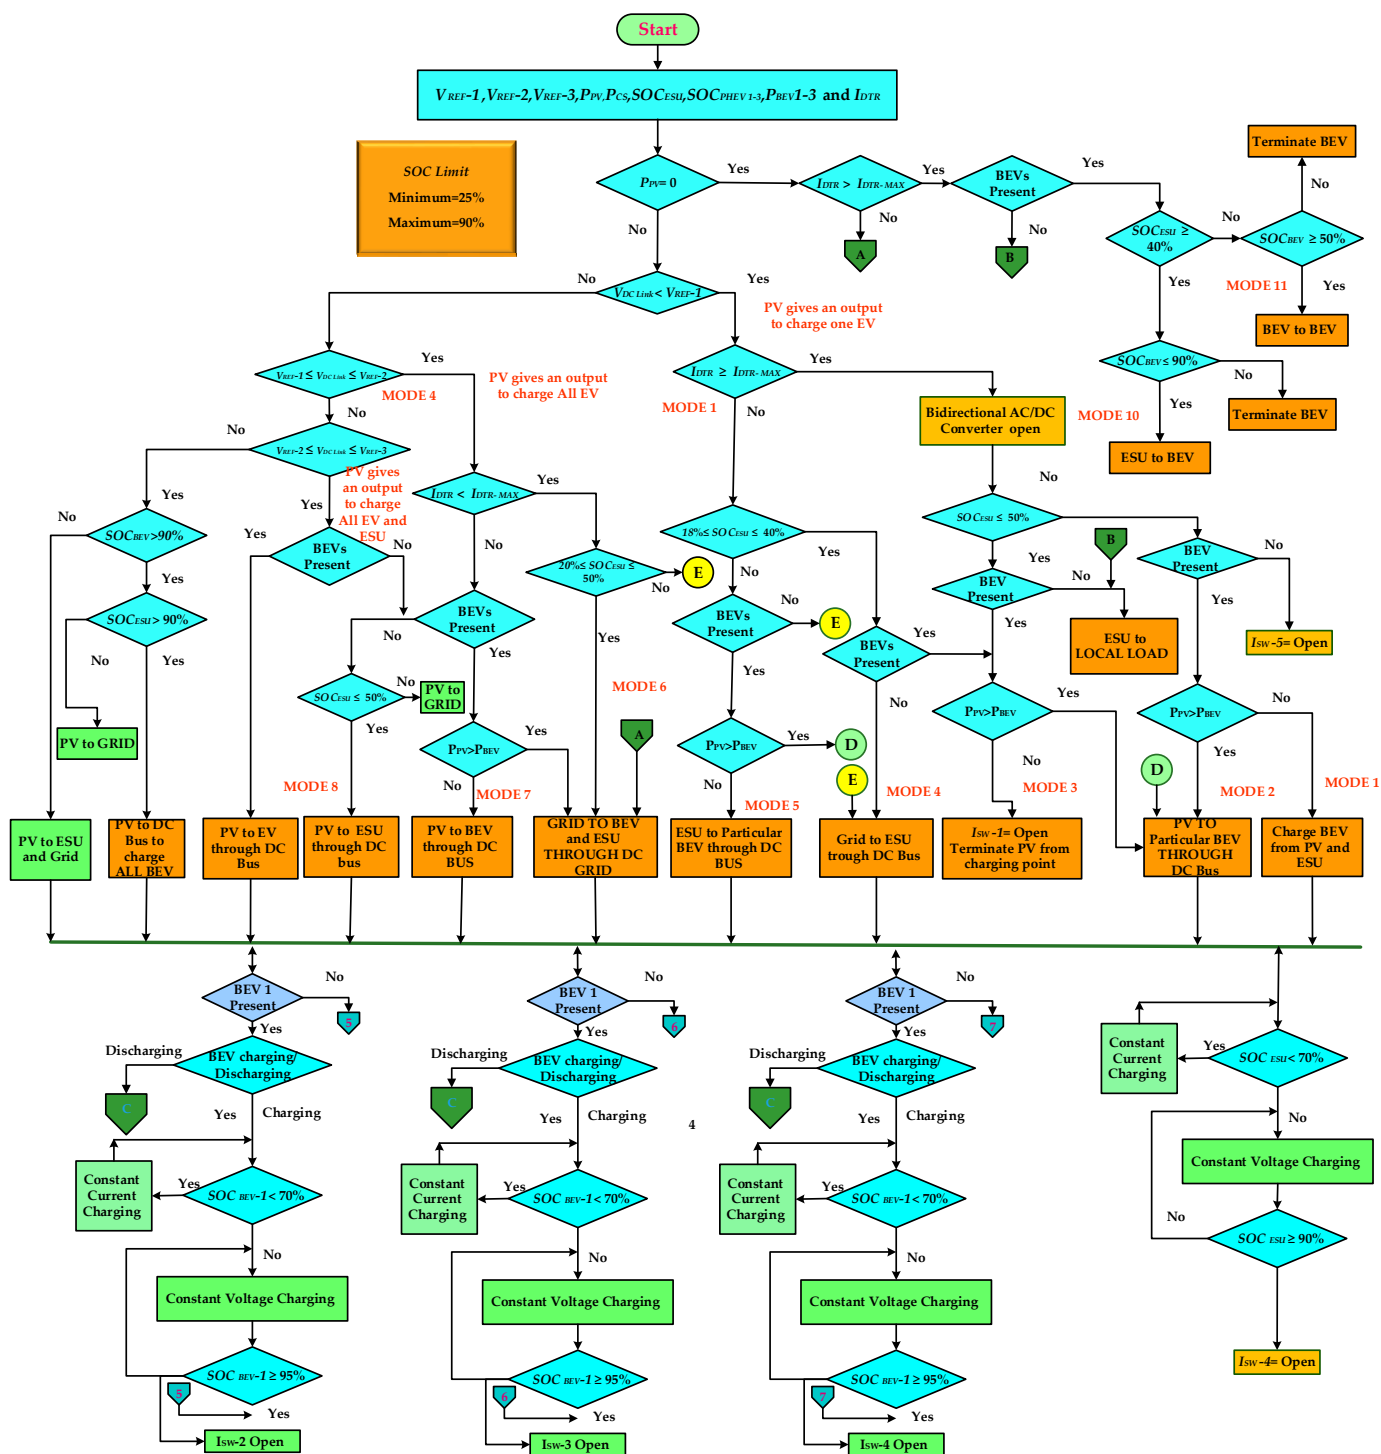 Start
VREF-1,VREF-2,VREF-3,PPV,PCS,SOCESU,SOCPHEV 1-3,PBEV1-3 and IDTR
SOC Limit
Minimum=25%
Maximum=90%
PPV= 0
Yes
No
IDTR > IDTR-MAX
Yes
No
A
BEVs
Present
Yes
No
B
Terminate BEV
No
SOCESU ≥
40%
No
SOCBEV ≥ 50%
Yes
MODE 11
Yes
BEV to BEV
SOCBEV ≤ 90%
No
Yes
MODE 10
Terminate BEV
ESU to BEV
No
VDC Link < VREF-1
Yes
PV gives an output
to charge one EV
VREF-1 ≤ VDC Link ≤ VREF-2
Yes
MODE 4
No
PV gives an output
to charge All EV
IDTR ≥ IDTR-MAX
Yes
MODE 1
No
Bidirectional AC/DC
Converter open
No
No
VREF-2 ≤ VDC Link ≤ VREF-3
PV gives
an output
to charge
All EV and
ESU
Yes
Yes
No
SOCBEV>90%
Yes
BEVs
Present
Yes
No
IDTR < IDTR-MAX
Yes
No
18%≤ SOCESU ≤ 40%
Yes
No
SOCESU ≤ 50%
B
BEV
Present
No
Yes
20%≤ SOCESU ≤
50%
No
E
Yes
SOCESU > 90%
No
Yes
BEVs
Present
No
Yes
BEVs
Present
No
E
Yes
BEVs
Present
Yes
No
BEV
Present
Yes
No
Yes
ESU to
LOCAL LOAD
ISW-5= Open
SOCESU ≤ 50%
No
PV to
GRID
Yes
MODE 6
A
PV to GRID
PPV>PBEV
Yes
No
PPV>PBEV
Yes
D
E
No
PPV>PBEV
Yes
No
PPV>PBEV
No
Yes
D
MODE 8
MODE 7
MODE 5
MODE 4
MODE 3
MODE 2
MODE 1
PV to ESU
and Grid
PV to DC
Bus to
charge
ALL BEV
PV to EV
through DC
Bus
PV to ESU
through DC
bus
PV to BEV
through DC
BUS
GRID TO BEV
and ESU
THROUGH DC
GRID
ESU to Particular
BEV through DC
BUS
Grid to ESU
trough DC Bus
ISW-1= Open
Terminate PV from
charging point
PV TO
Particular BEV
THROUGH
DC Bus
Charge BEV
from PV and
ESU
BEV 1
Present
No
5
Yes
Discharging
BEV charging/
Discharging
C
Yes
Charging
Constant
Current
Charging
Yes
SOC BEV-1 < 70%
No
Constant Voltage Charging
SOC BEV-1 ≥ 95%
5
Yes
ISW-2 Open
BEV 1
Present
No
6
Yes
Discharging
BEV charging/
Discharging
C
Yes
Charging
4
Constant
Current
Charging
Yes
SOC BEV-1 < 70%
No
Constant Voltage Charging
SOC BEV-1 ≥ 95%
6
Yes
ISW-3 Open
BEV 1
Present
No
7
Yes
Discharging
BEV charging/
Discharging
C
Yes
Charging
Constant
Current
Charging
Yes
SOC BEV-1 < 70%
No
Constant Voltage Charging
SOC BEV-1 ≥ 95%
7
Yes
ISW-4 Open
Constant
Current
Charging
Yes
SOC ESU < 70%
No
Constant Voltage Charging
No
SOC ESU ≥ 90%
ISW-4= Open